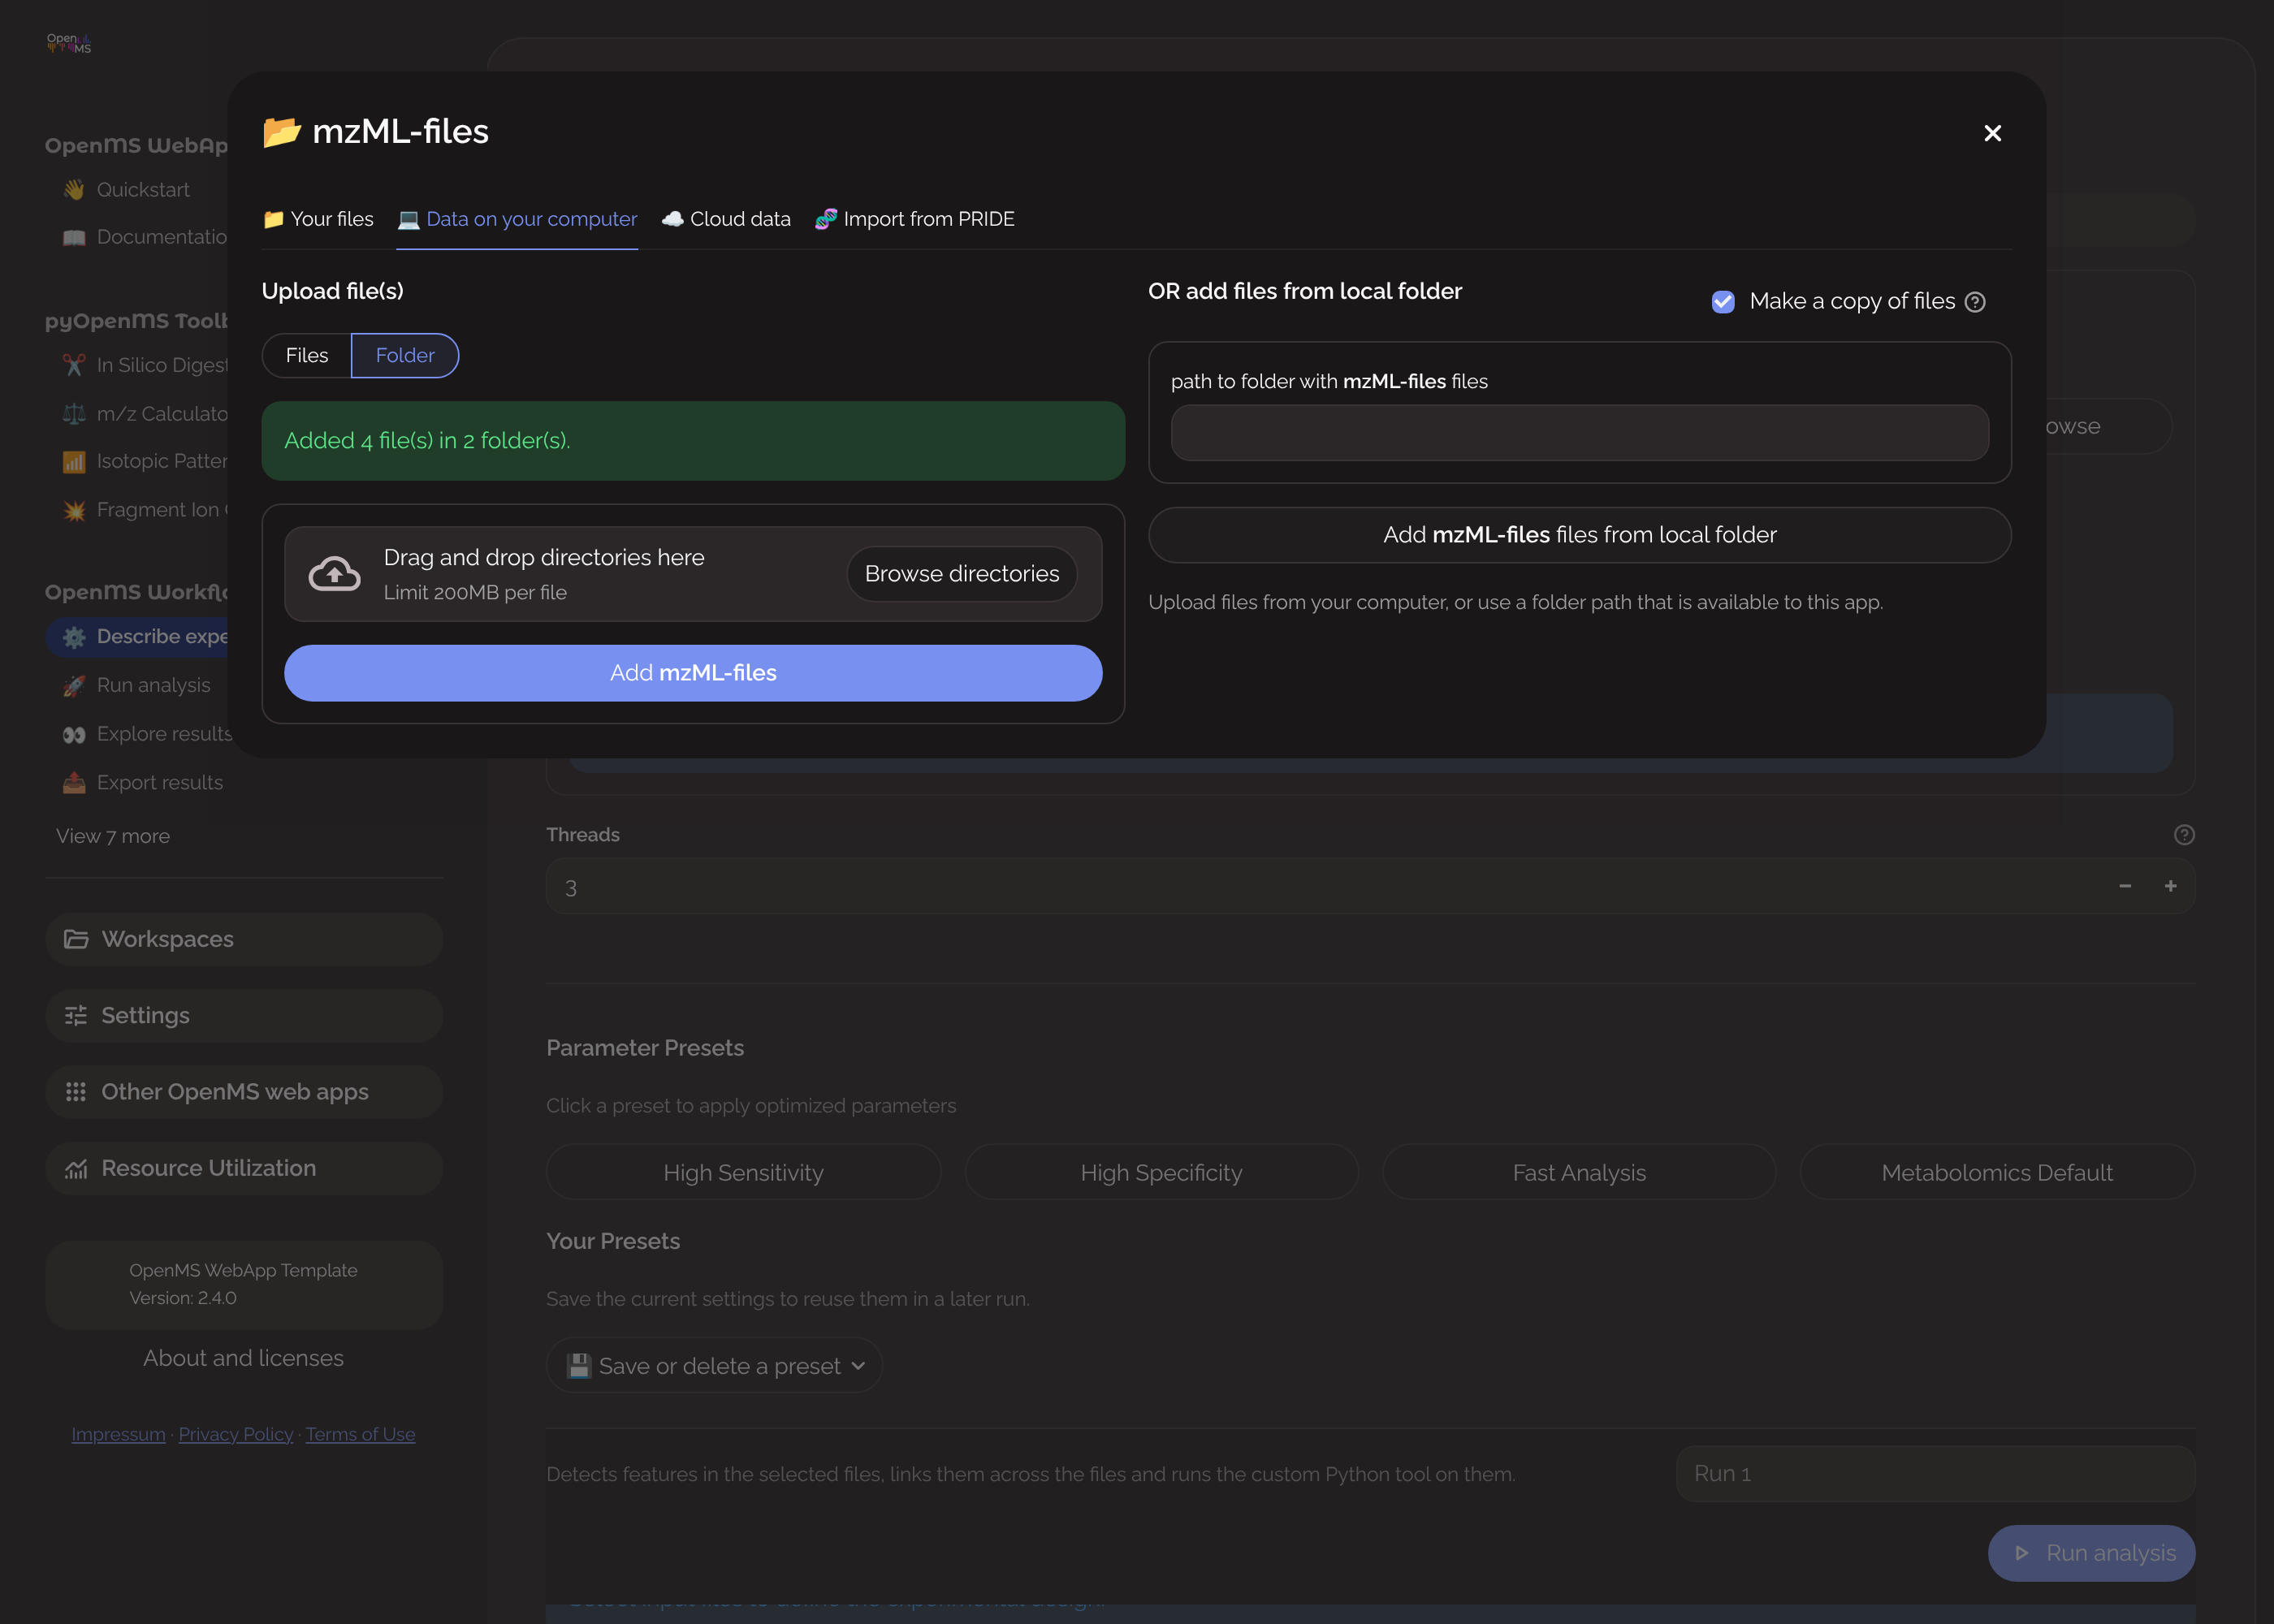 OpenMS
OpenMS WebAp
👋 Quickstart
📖 Documentatio
pyOpenMS Toolb
✂️ In Silico Digest
⚖️ m/z Calculato
📶 Isotopic Patter
💥 Fragment Ion
OpenMS Workflo
⚙️ Describe expe
🚀 Run analysis
👀 Explore results
📤 Export results
View 7 more
Workspaces
Settings
Other OpenMS web apps
Resource Utilization
OpenMS WebApp Template
Version: 2.4.0
About and licenses
Impressum · Privacy Policy · Terms of Use
📂 mzML-files
📁 Your files 💻 Data on your computer ☁️ Cloud data 🧬 Import from PRIDE
Upload file(s)
Files Folder
Added 4 file(s) in 2 folder(s).
Drag and drop directories here
Limit 200MB per file
Browse directories
Add mzML-files
OR add files from local folder
Make a copy of files
path to folder with mzML-files files
Add mzML-files files from local folder
Upload files from your computer, or use a folder path that is available to this app.
owse
Threads
3
Parameter Presets
Click a preset to apply optimized parameters
High Sensitivity High Specificity Fast Analysis Metabolomics Default
Your Presets
Save the current settings to reuse them in a later run.
💾 Save or delete a preset
Detects features in the selected files, links them across the files and runs the custom Python tool on them.
Run 1
Run analysis